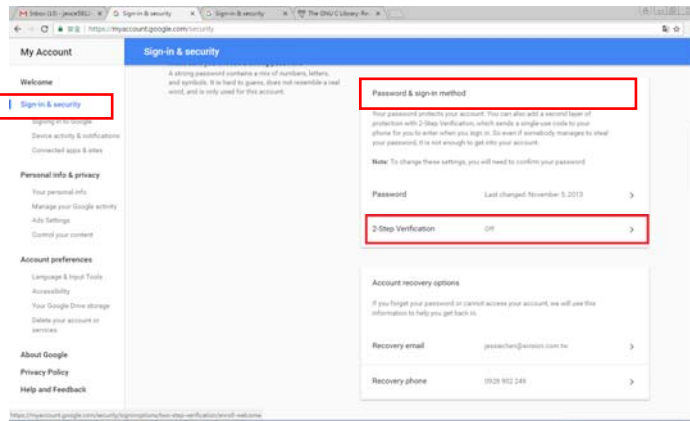 Sign-in & security
Sign-in & security
The GNU C Library
https://myaccount.google.com/security
My Account
Sign-in & security
Welcome
Sign-in & security
Signing in to Google
Device activity & notifications
Connected apps & sites
Personal info & privacy
Your personal info
Manage your Google activity
Ads Settings
Control your content
Account preferences
Language & Input Tools
Accessibility
Your Google Drive storage
Delete your account or
services
About Google
Privacy Policy
Help and Feedback
A strong password contains a mix of numbers, letters,
and symbols. It is hard to guess, does not resemble a real
word, and is only used for this account.
Password & sign-in method
Your password protects your account. You can also add a second layer of
protection with 2-Step Verification, which sends a single-use code to your
phone for you to enter when you sign in. So even if somebody manages to steal
your password, it is not enough to get into your account.
Note: To change these settings, you will need to confirm your password.
Password
Last changed: November 5, 2013
2-Step Verification
Off
Account recovery options
If you forget your password or cannot access your account, we will use this
information to help you get back in.
Recovery email
Recovery phone
0928 902 249
https://myaccount.google.com/security/signinoptions/two-step-verification/enroll-welcome